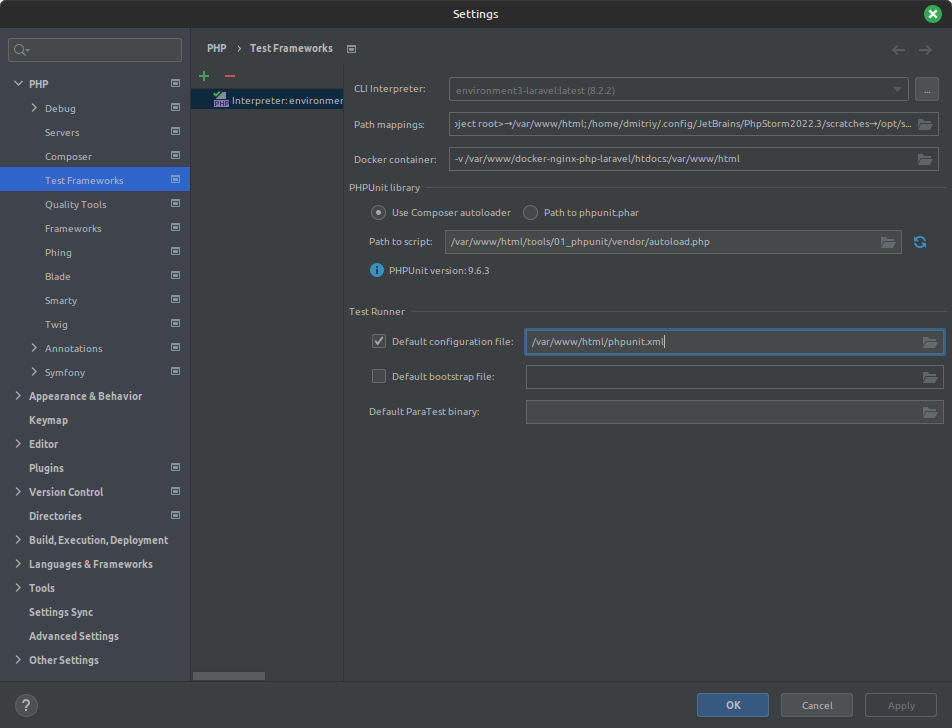 Settings
PHP › Test Frameworks
PHP
Debug
Servers
Composer
Test Frameworks
Quality Tools
Frameworks
Phing
Blade
Smarty
Twig
Annotations
Symfony
Appearance & Behavior
Keymap
Editor
Plugins
Version Control
Directories
Build, Execution, Deployment
Languages & Frameworks
Tools
Settings Sync
Advanced Settings
Other Settings
PHP Interpreter: environmer
CLI Interpreter: environment3-laravel:latest (8.2.2) ...
Path mappings: oject root>→/var/www/html; /home/dmitriy/.config/JetBrains/PhpStorm2022.3/scratches→/opt/s...
Docker container: -v /var/www/docker-nginx-php-laravel/htdocs:/var/www/html
PHPUnit library
Use Composer autoloader Path to phpunit.phar
Path to script: /var/www/html/tools/01_phpunit/vendor/autoload.php
PHPUnit version: 9.6.3
Test Runner
Default configuration file: /var/www/html/phpunit.xml
Default bootstrap file:
Default ParaTest binary:
? OK Cancel Apply